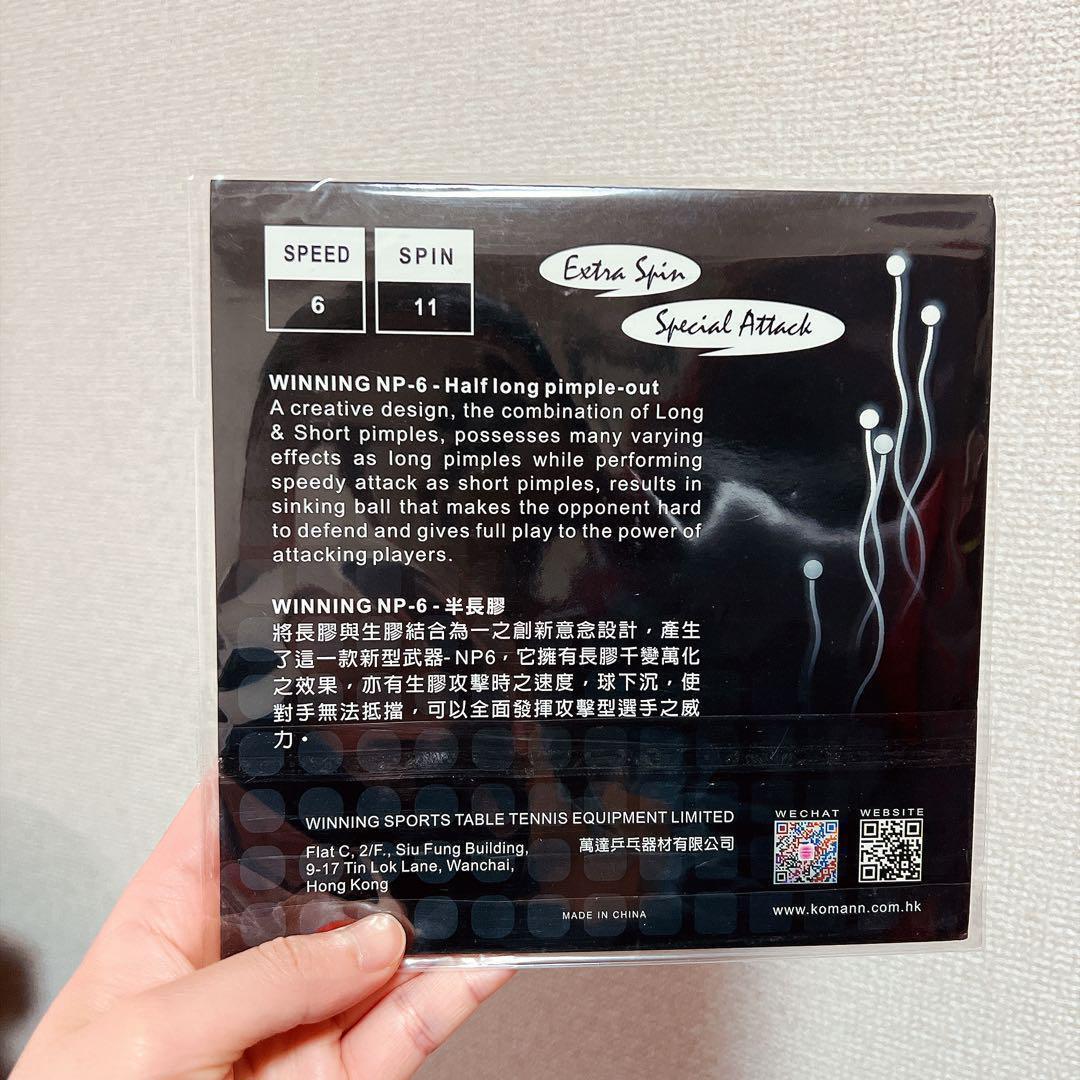 SPEED
6
SPIN
11
Extra Spin
Special Attack
WINNING NP-6 - Half long pimple-out
A creative design, the combination of Long
& Short pimples, possesses many varying
effects as long pimples while performing
speedy attack as short pimples, results in
sinking ball that makes the opponent hard
to defend and gives full play to the power of
attacking players.
WINNING NP-6 - 半長膠
將長膠與生膠結合為一之創新意念設計，產生
了這一款新型武器- NP6，它擁有長膠千變萬化
之效果，亦有生膠攻擊時之速度，球下沉，使
對手無法抵擋，可以全面發揮攻擊型選手之威
力。
WINNING SPORTS TABLE TENNIS EQUIPMENT LIMITED
Flat C, 2/F., Siu Fung Building,
9-17 Tin Lok Lane, Wanchai,
Hong Kong
萬達乒乓器材有限公司
WECHAT
WEBSITE
www.komann.com.hk
MADE IN CHINA